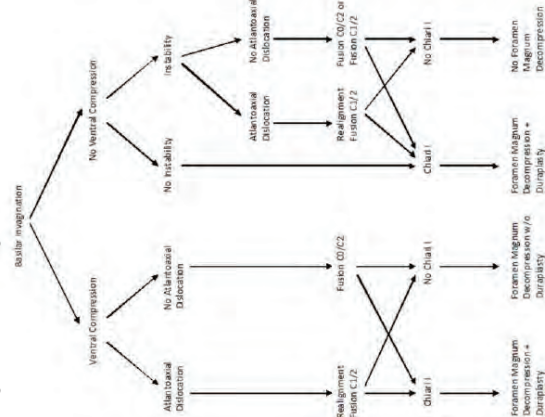 Basilar Invagination
Ventral Compression
No Ventral Compression
Atlantoaxial
Dislocation
No Atlantoaxial
Dislocation
No Instability
Instability
Atlantoaxial
Dislocation
No Atlantoaxial
Dislocation
Realignment
Fusion C1/2
Fusion C0/C2
Realignment
Fusion C1/2
Fusion C0/C2 or
Fusion C1/2
Chiari I
No Chiari I
Chiari I
No Chiari I
Foramen Magnum
Decompression +
Duraplasty
Foramen Magnum
Decompression w/o
Duraplasty
Foramen Magnum
Decompression +
Duraplasty
No Foramen
Magnum
Decompression